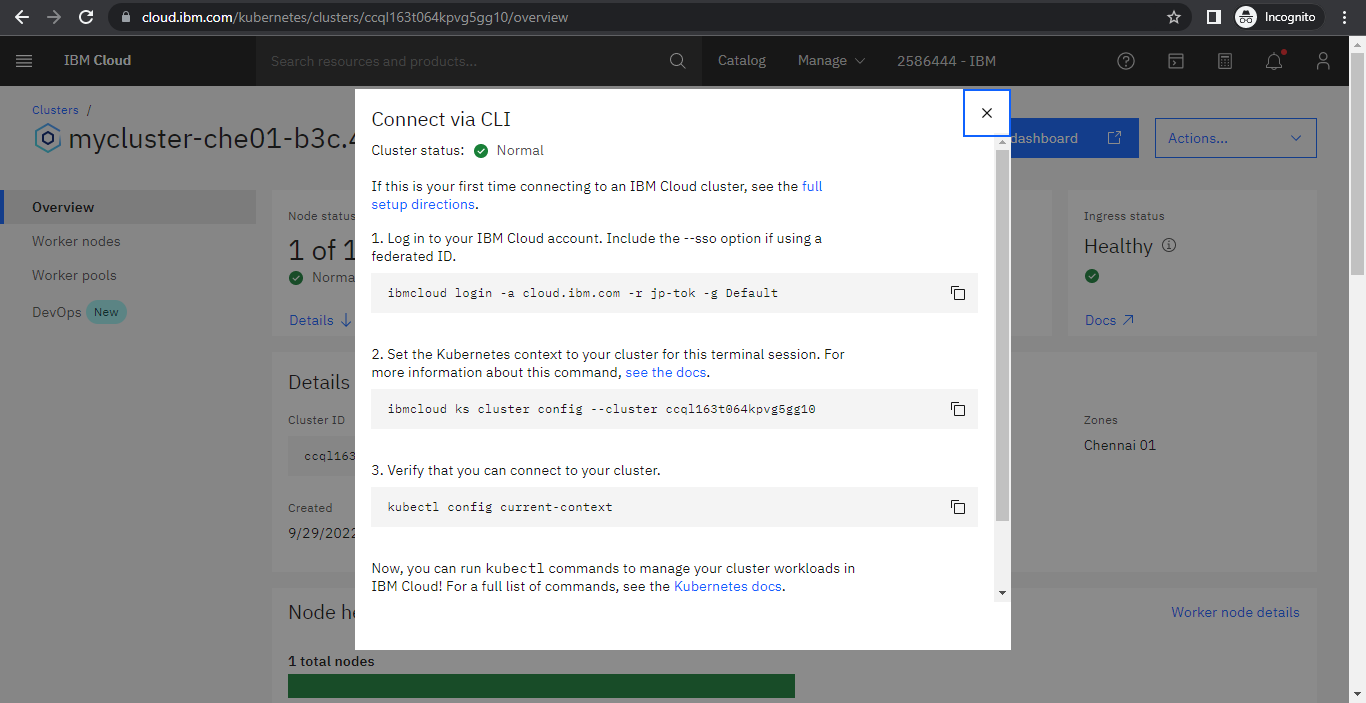 cloud.ibm.com/kubernetes/clusters/ccql163t064kpvg5gg10/overview
Incognito
IBM Cloud
Search resources and products...
Catalog
Manage
2586444 - IBM
Clusters /
mycluster-che01-b3c.4
dashboard
Actions...
Connect via CLI
Cluster status: Normal
If this is your first time connecting to an IBM Cloud cluster, see the full
setup directions.
1. Log in to your IBM Cloud account. Include the --sso option if using a
federated ID.
ibmcloud login -a cloud.ibm.com -r jp-tok -g Default
2. Set the Kubernetes context to your cluster for this terminal session. For
more information about this command, see the docs.
ibmcloud ks cluster config --cluster ccql163t064kpvg5gg10
3. Verify that you can connect to your cluster.
kubectl config current-context
Now, you can run kubectl commands to manage your cluster workloads in
IBM Cloud! For a full list of commands, see the Kubernetes docs.
Overview
Worker nodes
Worker pools
DevOps New
Node status
1 of 1
Norma
Details
Ingress status
Healthy
Docs
Details
Cluster ID
ccql163
Created
9/29/2022
Zones
Chennai 01
Node he
Worker node details
1 total nodes